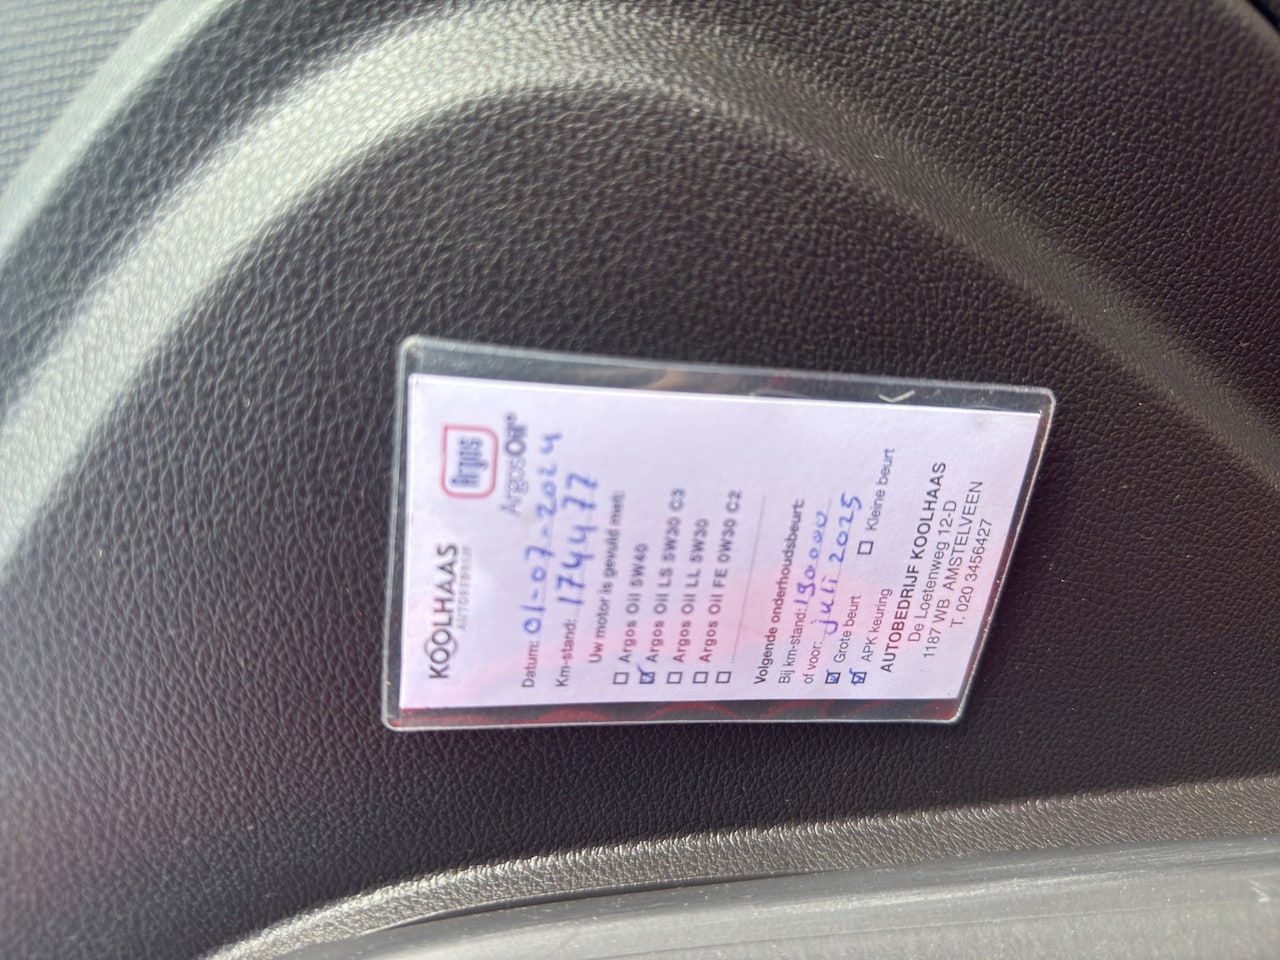 KOOLHAAS
AUTOBEDRIJF
Argos
ArgosOil®
Datum: 01-07-2024
Km-stand: 174477
Uw motor is gevuld met:
Argos Oil 5W40
Argos Oil LS 5W30 C3
Argos Oil LL 5W30
Argos Oil FE 0W30 C2
Volgende onderhoudsbeurt:
Bij km-stand: 190000
of voor: juli 2025
Grote beurt Kleine beurt
APK keuring
AUTOBEDRIJF KOOLHAAS
De Loetenweg 12-D
1187 WB AMSTELVEEN
T. 020 3456427